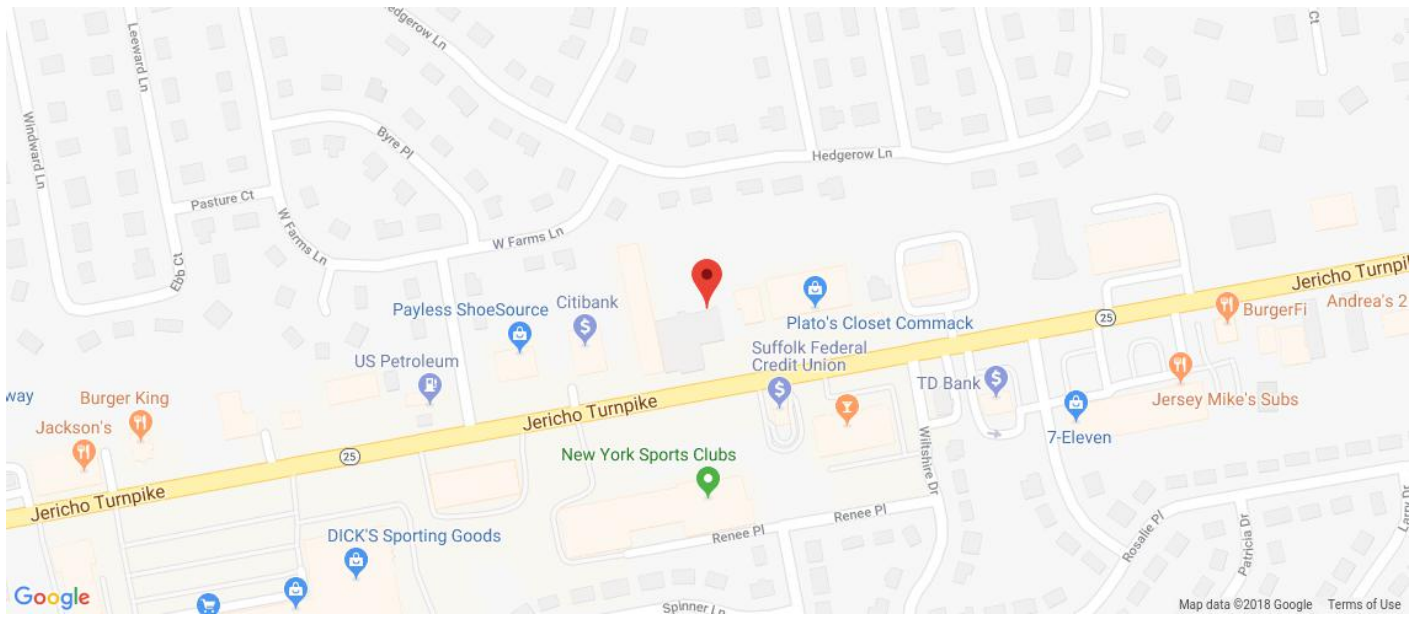 Hedgerow Ln
Leeward Ln
Ct
Windward Ln
Byre Pl
Hedgerow Ln
Pasture Ct
W Farms Ln
W Farms Ln
Ebb Ct
Jericho Turnpike
Payless ShoeSource
Citibank
Plato's Closet Commack
25
BurgerFi
Andrea's 2
US Petroleum
Suffolk Federal
Credit Union
TD Bank
way
Burger King
Jackson's
Jericho Turnpike
Jersey Mike's Subs
7-Eleven
25
New York Sports Clubs
Wiltshire Dr
Jericho Turnpike
Renee Pl
Renee Pl
DICK'S Sporting Goods
Rosalie Pl
Patricia Dr
Larry Dr
Google
Spinner Ln
Map data ©2018 Google
Terms of Use